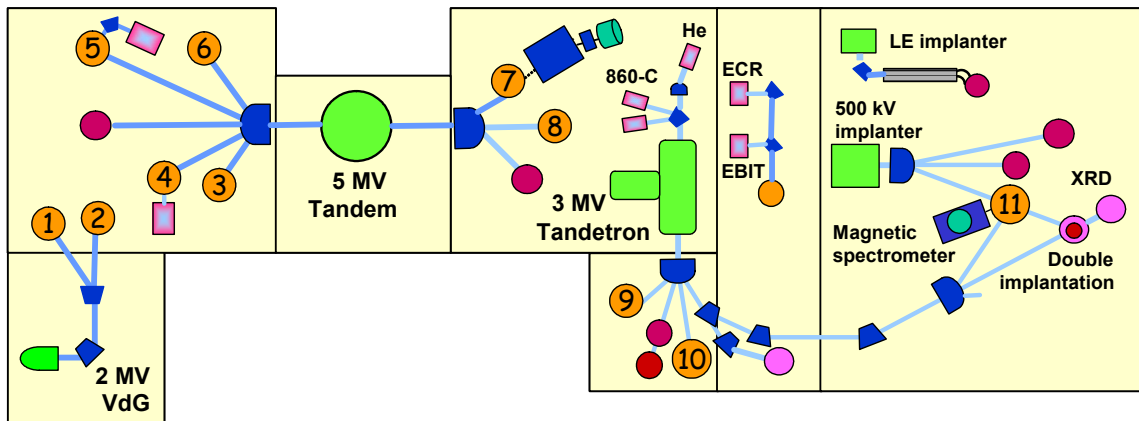 5
6
4
3
1
2
2 MV
VdG
5 MV
Tandem
7
8
He
860-C
3 MV
Tandetron
9
10
ECR
EBIT
LE implanter
500 kV
implanter
11
XRD
Magnetic
spectrometer
Double
implantation